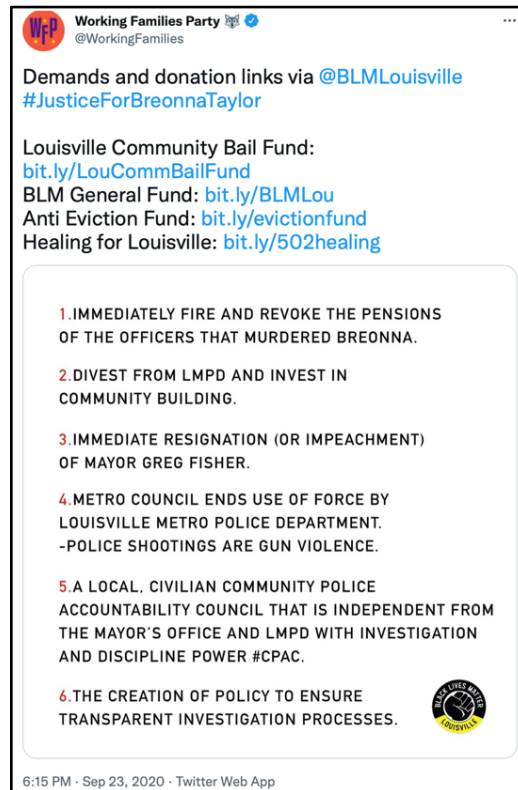 WFP
Working Families Party 🐺
@WorkingFamilies
Demands and donation links via @BLMLouisville
#JusticeForBreonnaTaylor
Louisville Community Bail Fund:
bit.ly/LouCommBailFund
BLM General Fund: bit.ly/BLMLou
Anti Eviction Fund: bit.ly/evictionfund
Healing for Louisville: bit.ly/502healing
1.IMMEDIATELY FIRE AND REVOKE THE PENSIONS
OF THE OFFICERS THAT MURDERED BREONNA.
2.DIVEST FROM LMPD AND INVEST IN
COMMUNITY BUILDING.
3.IMMEDIATE RESIGNATION (OR IMPEACHMENT)
OF MAYOR GREG FISHER.
4.METRO COUNCIL ENDS USE OF FORCE BY
LOUISVILLE METRO POLICE DEPARTMENT.
-POLICE SHOOTINGS ARE GUN VIOLENCE.
5.A LOCAL, CIVILIAN COMMUNITY POLICE
ACCOUNTABILITY COUNCIL THAT IS INDEPENDENT FROM
THE MAYOR'S OFFICE AND LMPD WITH INVESTIGATION
AND DISCIPLINE POWER #CPAC.
6.THE CREATION OF POLICY TO ENSURE
TRANSPARENT INVESTIGATION PROCESSES.
BLACK LIVES MATTER
LOUISVILLE
6:15 PM · Sep 23, 2020 · Twitter Web App